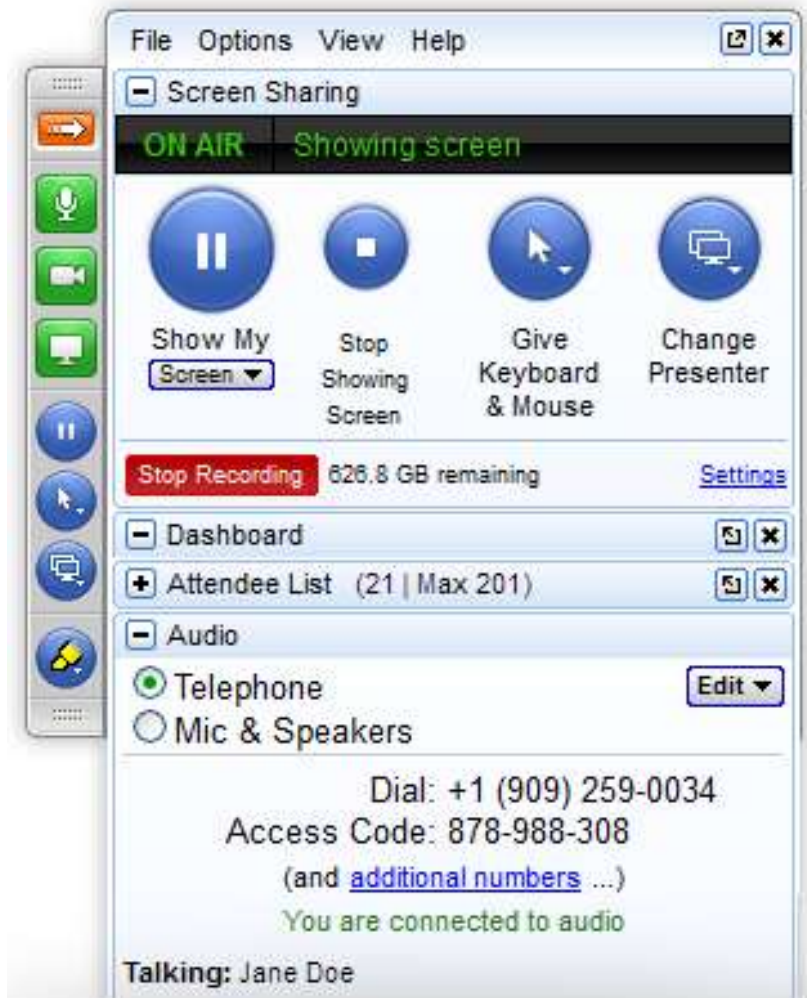 File Options View Help
Screen Sharing
ON AIR Showing screen
Show My
Screen
Stop
Showing
Screen
Give
Keyboard
& Mouse
Change
Presenter
Stop Recording 626.8 GB remaining Settings
Dashboard
Attendee List (21 | Max 201)
Audio
Telephone Edit
Mic & Speakers
Dial: +1 (909) 259-0034
Access Code: 878-988-308
(and additional numbers ...)
You are connected to audio
Talking: Jane Doe